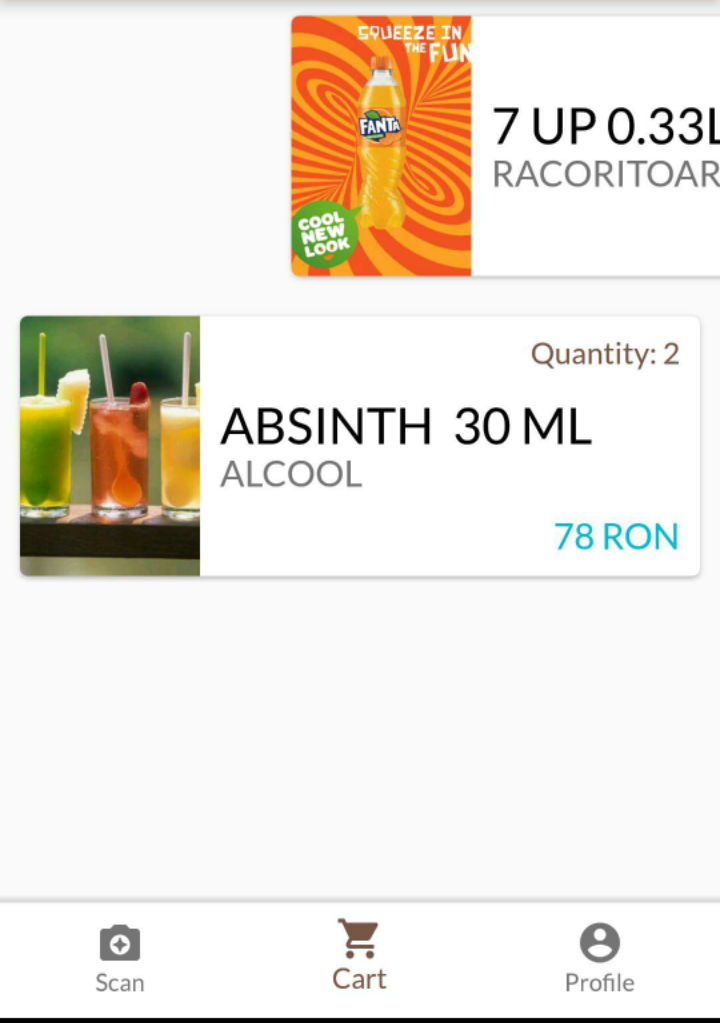 SQUEEZE IN
THE FUN
FANTA
COOL
NEW
LOOK
7 UP 0.33L
RACORITOAR
Quantity: 2
ABSINTH 30 ML
ALCOOL
78 RON
Scan
Cart
Profile